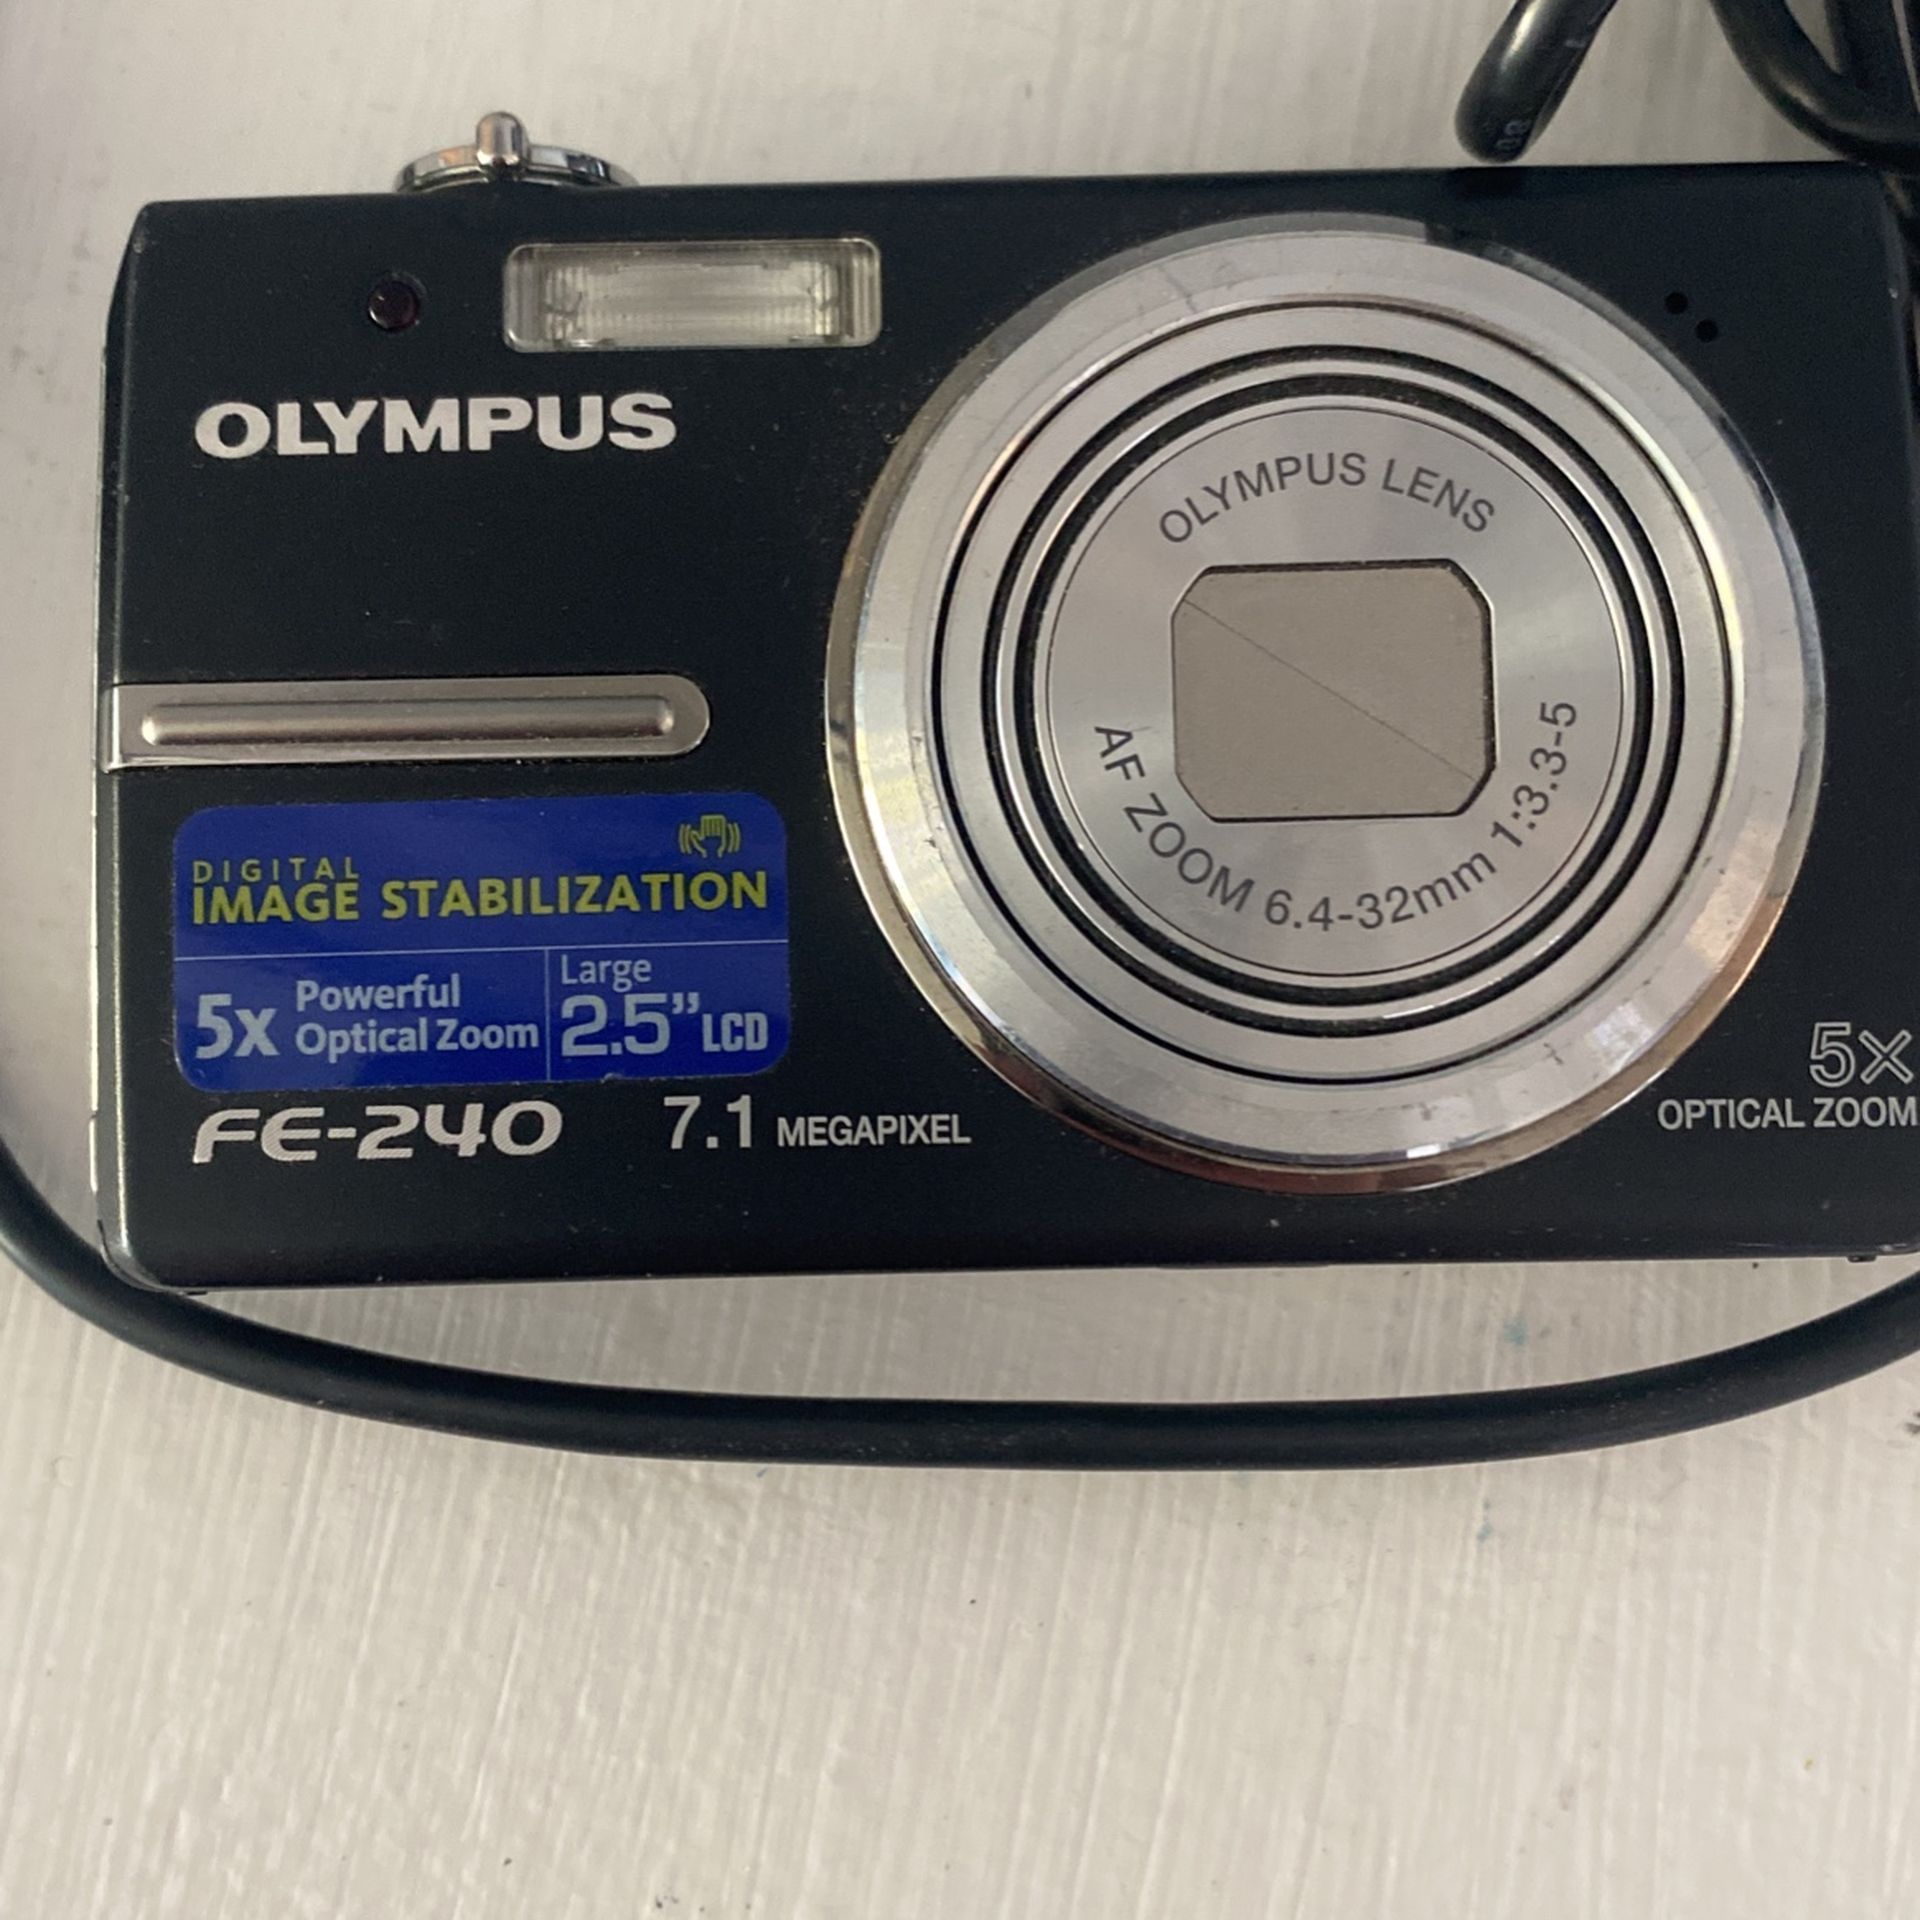 OLYMPUS
OLYMPUS LENS
AF ZOOM 6.4-32mm 1:3.3-5
DIGITAL
IMAGE STABILIZATION
5x Powerful
Optical Zoom
Large
2.5” LCD
FE-240 7.1 MEGAPIXEL
5×
OPTICAL ZOOM